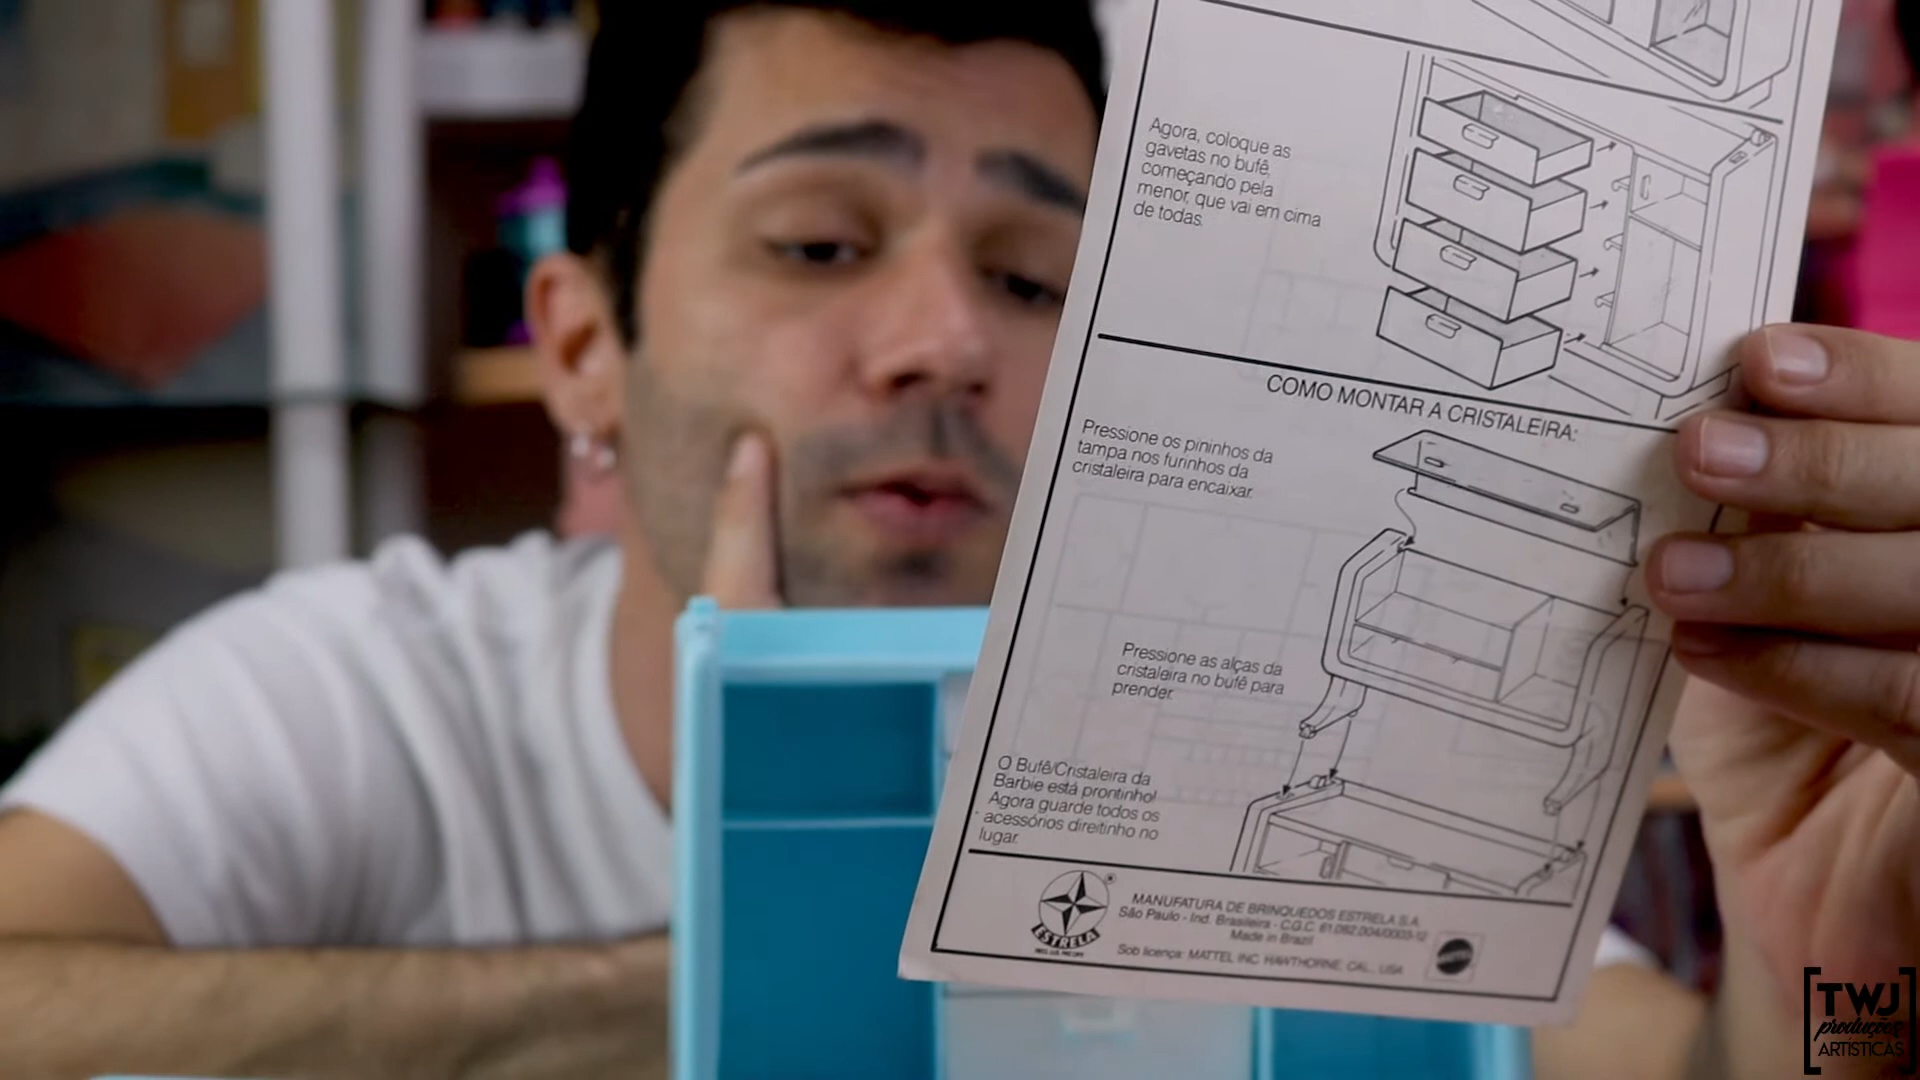 Agora, coloque as
gavetas no bufê,
começando pela
menor, que vai em cima
de todas.
COMO MONTAR A CRISTALEIRA:
Pressione os pininhos da
tampa nos furinhos da
cristaleira para encaixar.
Pressione as alças da
cristaleira no bufê para
prender.
O Bufê/Cristaleira da
Barbie está prontinho!
Agora guarde todos os
acessórios direitinho no
lugar.
ESTRELA
MANUFATURA DE BRINQUEDOS ESTRELA S.A.
São Paulo - Ind. Brasileira - C.G.C. 61.082.004/0003-12
Made in Brazil
Sob licença: MATTEL INC. HAWTHORNE, CAL., USA
[TWJ
produções
ARTÍSTICAS]